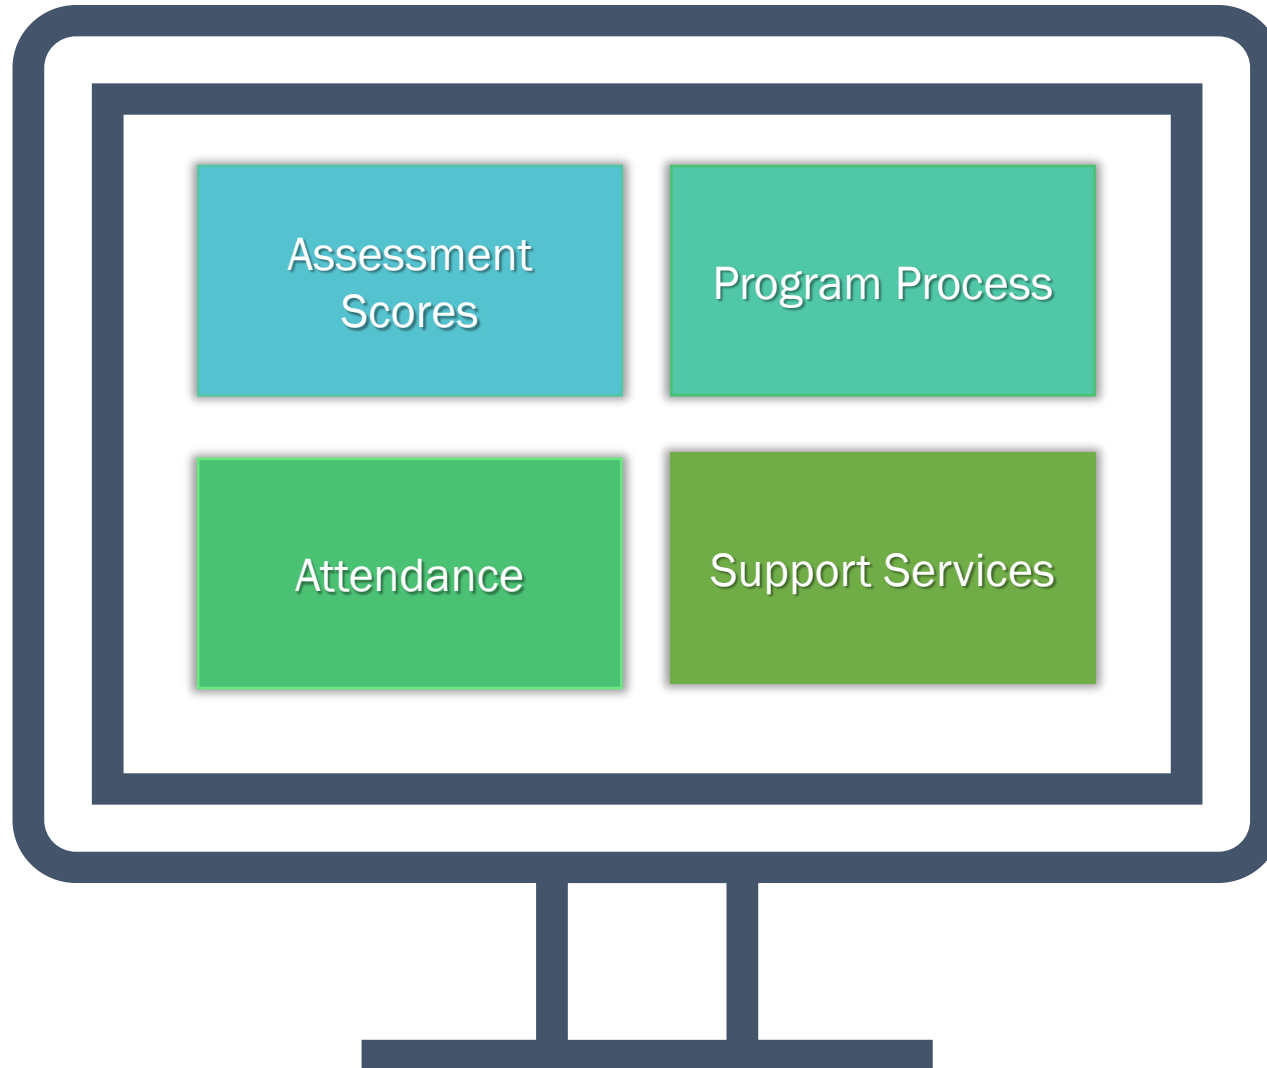 Assessment
Scores
Program Process
Attendance
Support Services